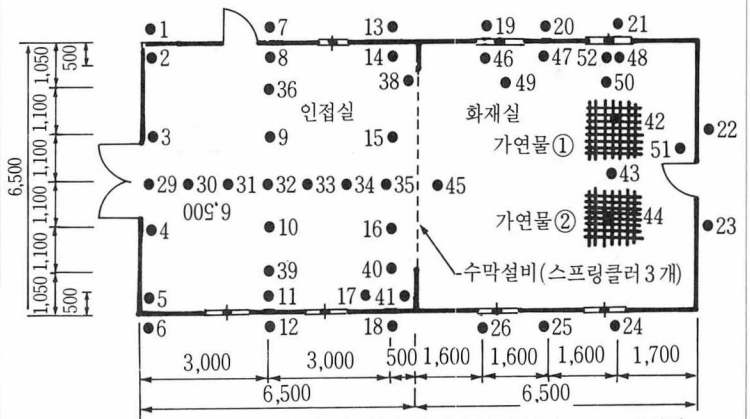 1 7 13 19 20 21
2 8 14 46 47 52 48
36 38 49 50
인접실 화재실
3 9 15 가연물① 42 22
51
29 30 31 32 33 34 35 45 43
6,500
4 10 16 가연물② 44 23
39 40 수막설비(스프링클러 3개)
5 11 17 41
6 12 18 26 25 24
6,500
1,050 1,100 1,100 1,100 1,100 1,050
500 500
3,000 3,000 500 1,600 1,600 1,600 1,700
6,500 6,500